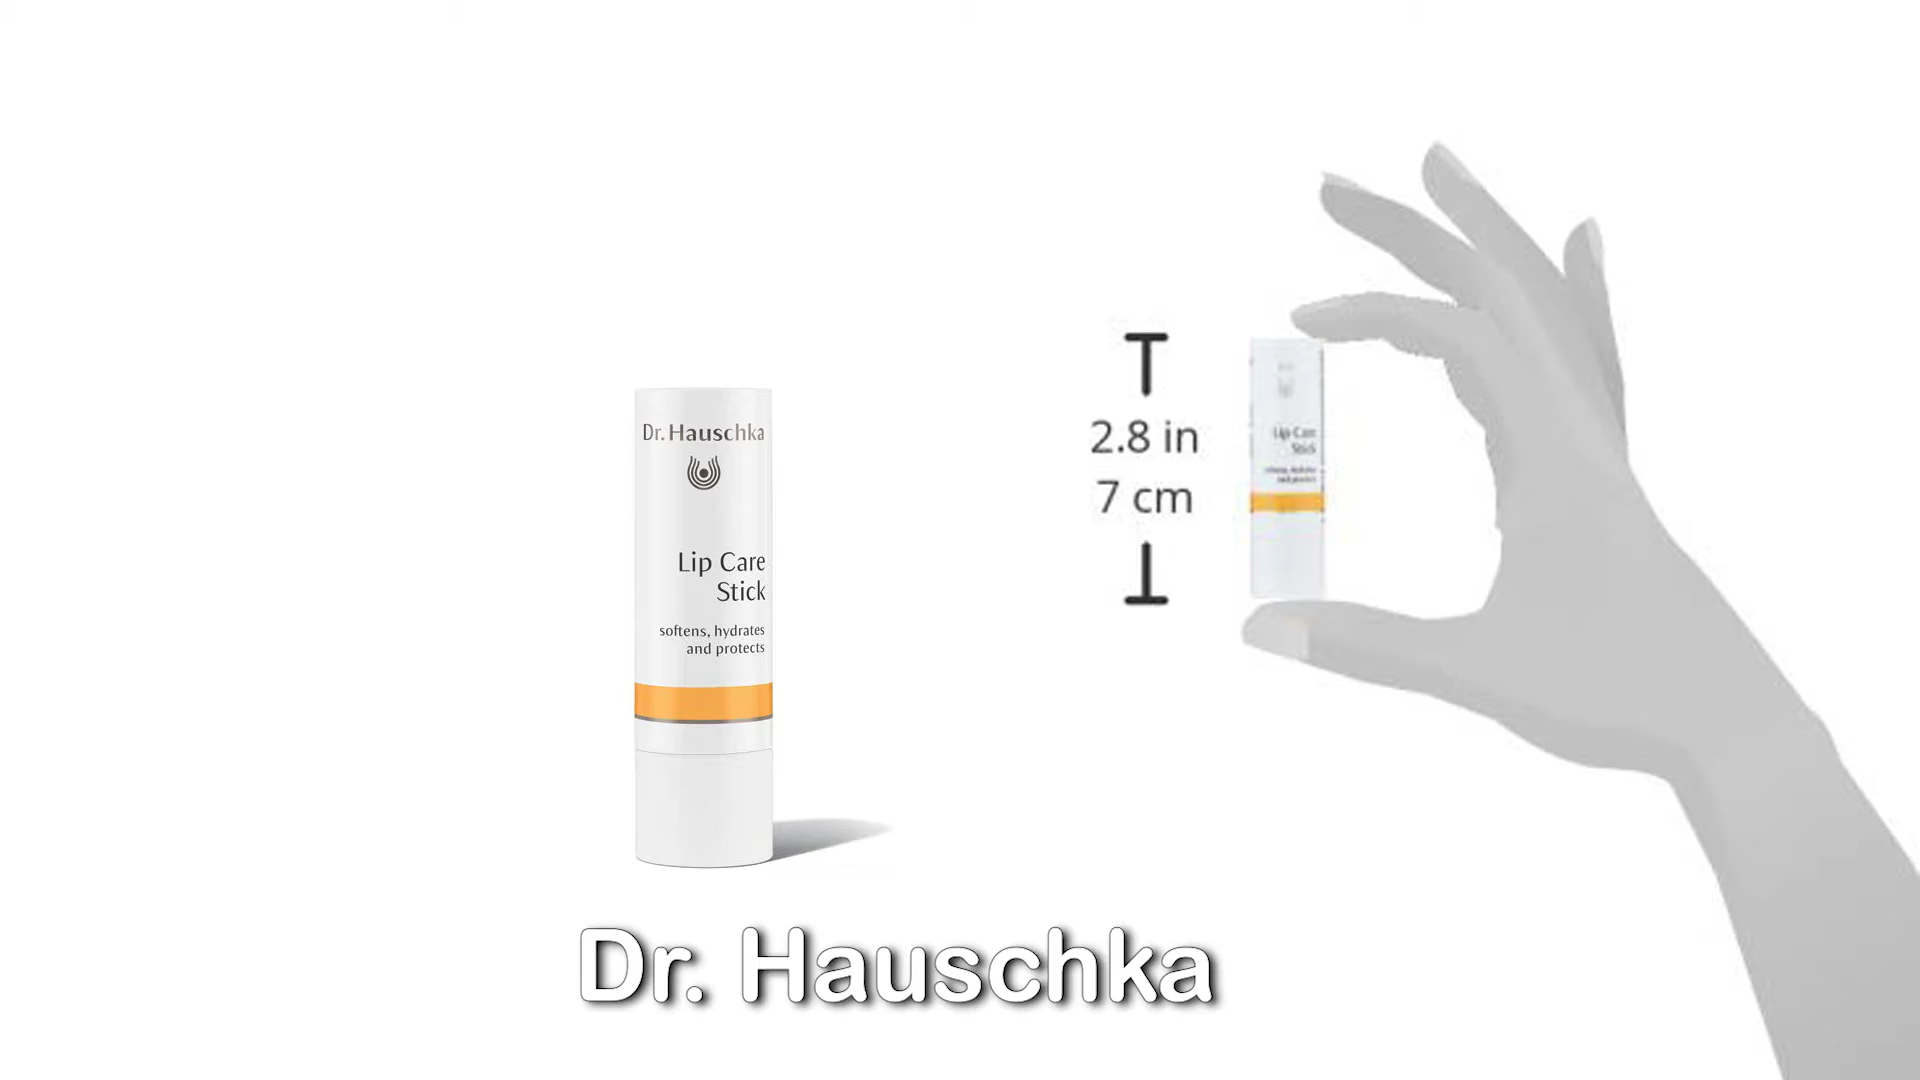 Dr. Hauschka
Lip Care
Stick
softens, hydrates
and protects
2.8 in
7 cm
Lip Care
Stick
Dr. Hauschka